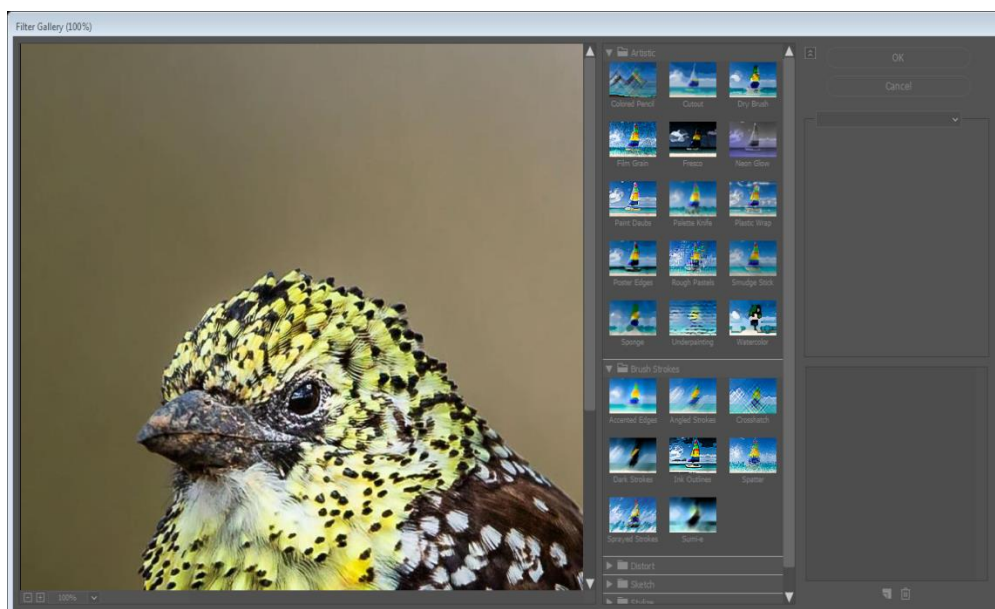 Filter Gallery (100%)
Artistic
Colored Pencil Cutout Dry Brush
Film Grain Fresco Neon Glow
Paint Daubs Palette Knife Plastic Wrap
Poster Edges Rough Pastels Smudge Stick
Sponge Underpainting Watercolor
Brush Strokes
Accented Edges Angled Strokes Crosshatch
Dark Strokes Ink Outlines Spatter
Sprayed Strokes Sumi-e
Distort
Sketch
Stylize
OK
Cancel
100%